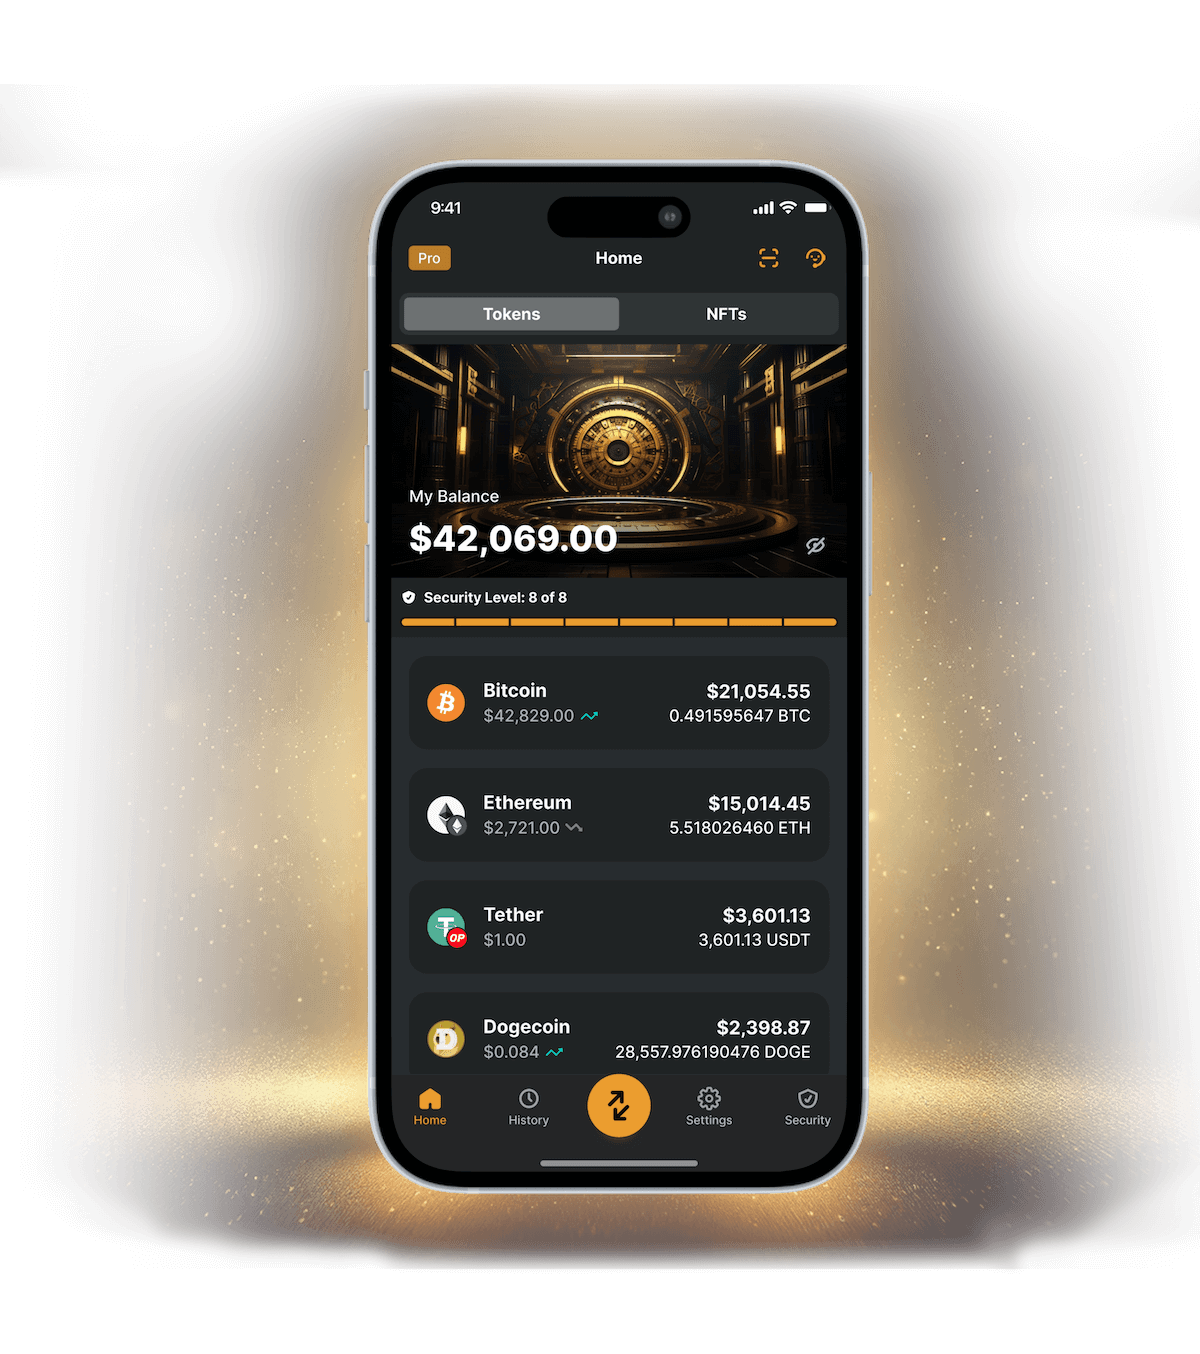 9:41
Pro
Home
Tokens
NFTs
My Balance
$42,069.00
Security Level: 8 of 8
Bitcoin
$21,054.55
$42,829.00
0.491595647 BTC
Ethereum
$15,014.45
$2,721.00
5.518026460 ETH
Tether
$3,601.13
OP
$1.00
3,601.13 USDT
Dogecoin
$2,398.87
$0.084
28,557.976190476 DOGE
Home
History
Settings
Security